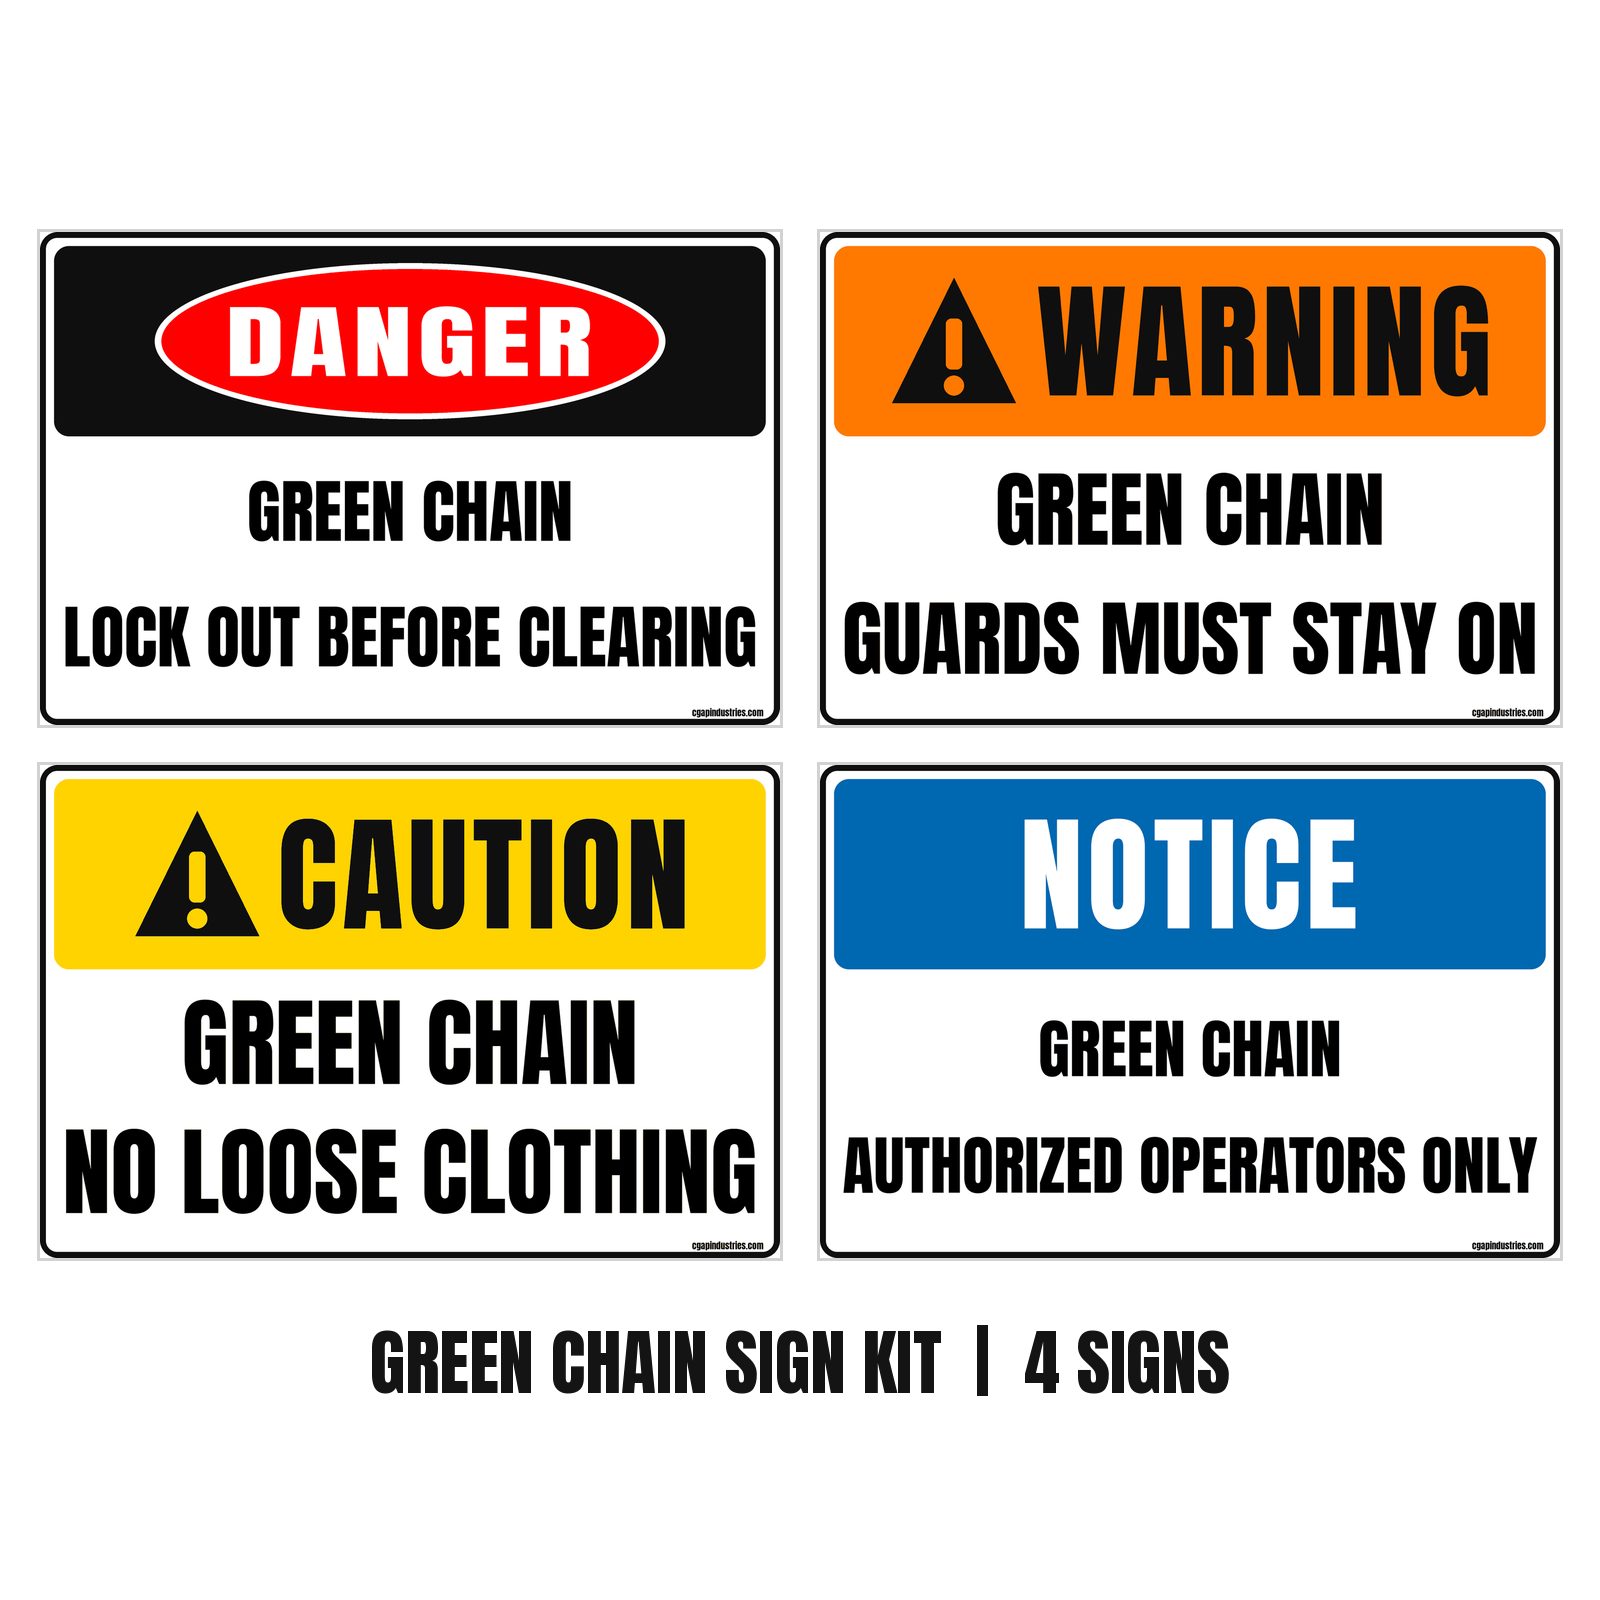 DANGER
GREEN CHAIN
LOCK OUT BEFORE CLEARING
cgapindustries.com
WARNING
GREEN CHAIN
GUARDS MUST STAY ON
cgapindustries.com
CAUTION
GREEN CHAIN
NO LOOSE CLOTHING
cgapindustries.com
NOTICE
GREEN CHAIN
AUTHORIZED OPERATORS ONLY
cgapindustries.com
GREEN CHAIN SIGN KIT | 4 SIGNS